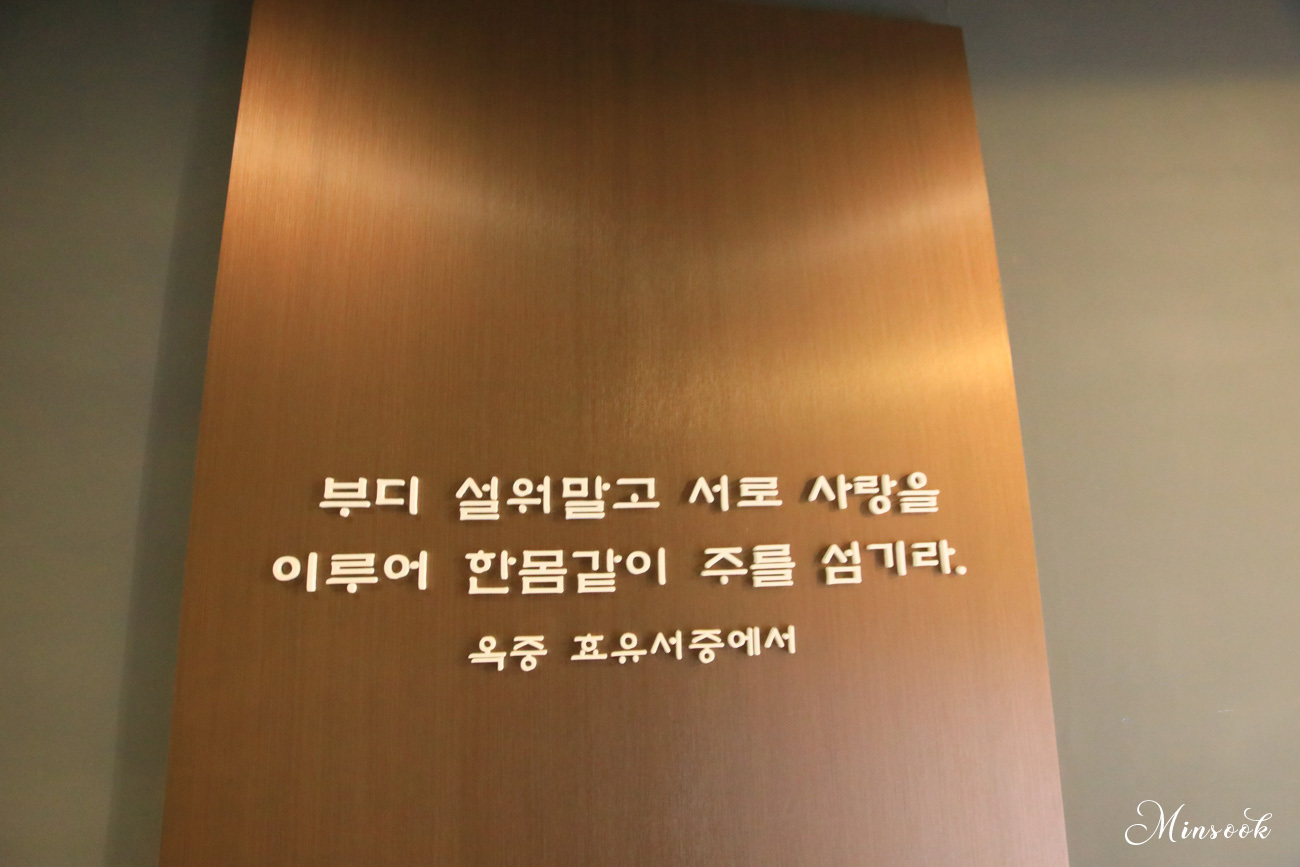 부디 설워말고 서로 사랑을
이루어 한몸같이 주를 섬기라.
옥중 효유서중에서
Minsook